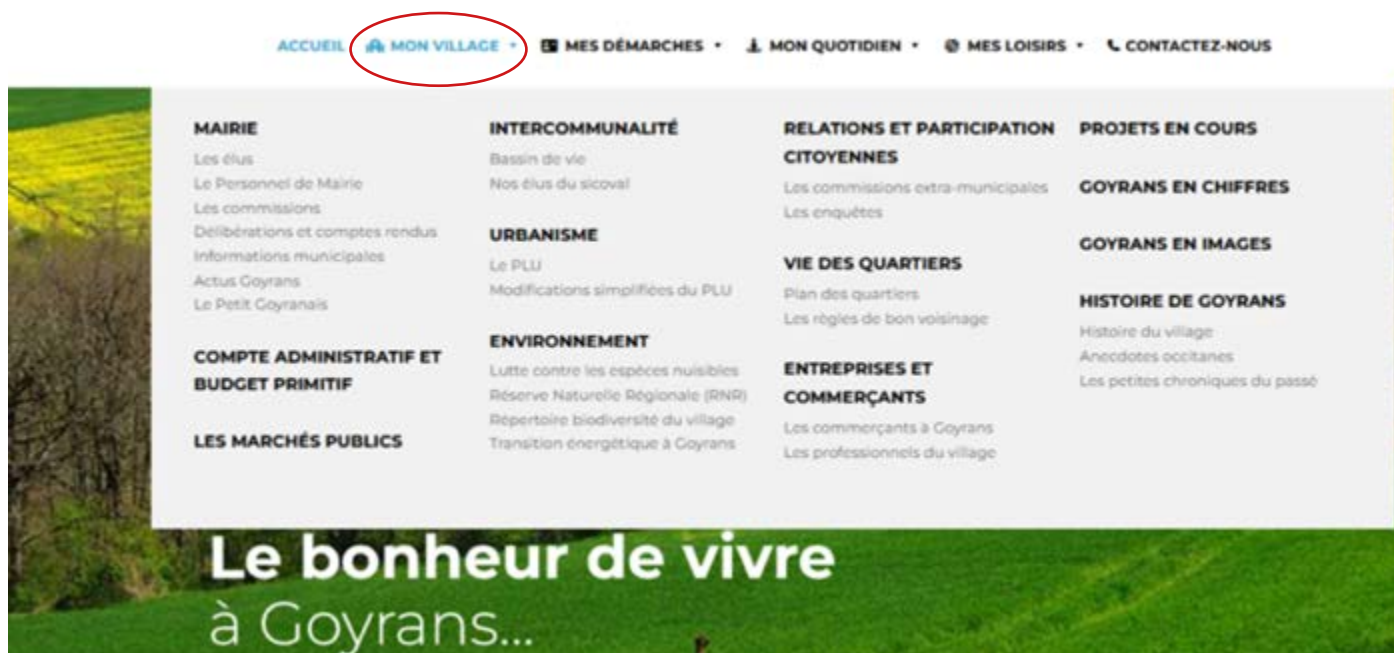 ACCUEIL MON VILLAGE MES DÉMARCHES MON QUOTIDIEN MES LOISIRS CONTACTEZ-NOUS
MAIRIE
Les élus
Le Personnel de Mairie
Les commissions
Délibérations et comptes rendus
Informations municipales
Actus Goyrans
Le Petit Goyranais
COMPTE ADMINISTRATIF ET
BUDGET PRIMITIF
LES MARCHÉS PUBLICS
INTERCOMMUNALITÉ
Bassin de vie
Nos élus du sicoval
URBANISME
Le PLU
Modifications simplifiées du PLU
ENVIRONNEMENT
Lutte contre les espèces nuisibles
Réserve Naturelle Régionale (RNR)
Répertoire biodiversité du village
Transition énergétique à Goyrans
RELATIONS ET PARTICIPATION
CITOYENNES
Les commissions extra-municipales
Les enquêtes
VIE DES QUARTIERS
Plan des quartiers
Les règles de bon voisinage
ENTREPRISES ET
COMMERÇANTS
Les commerçants à Goyrans
Les professionnels du village
PROJETS EN COURS
GOYRANS EN CHIFFRES
GOYRANS EN IMAGES
HISTOIRE DE GOYRANS
Histoire du village
Anecdotes occitanes
Les petites chroniques du passé
Le bonheur de vivre
à Goyrans...